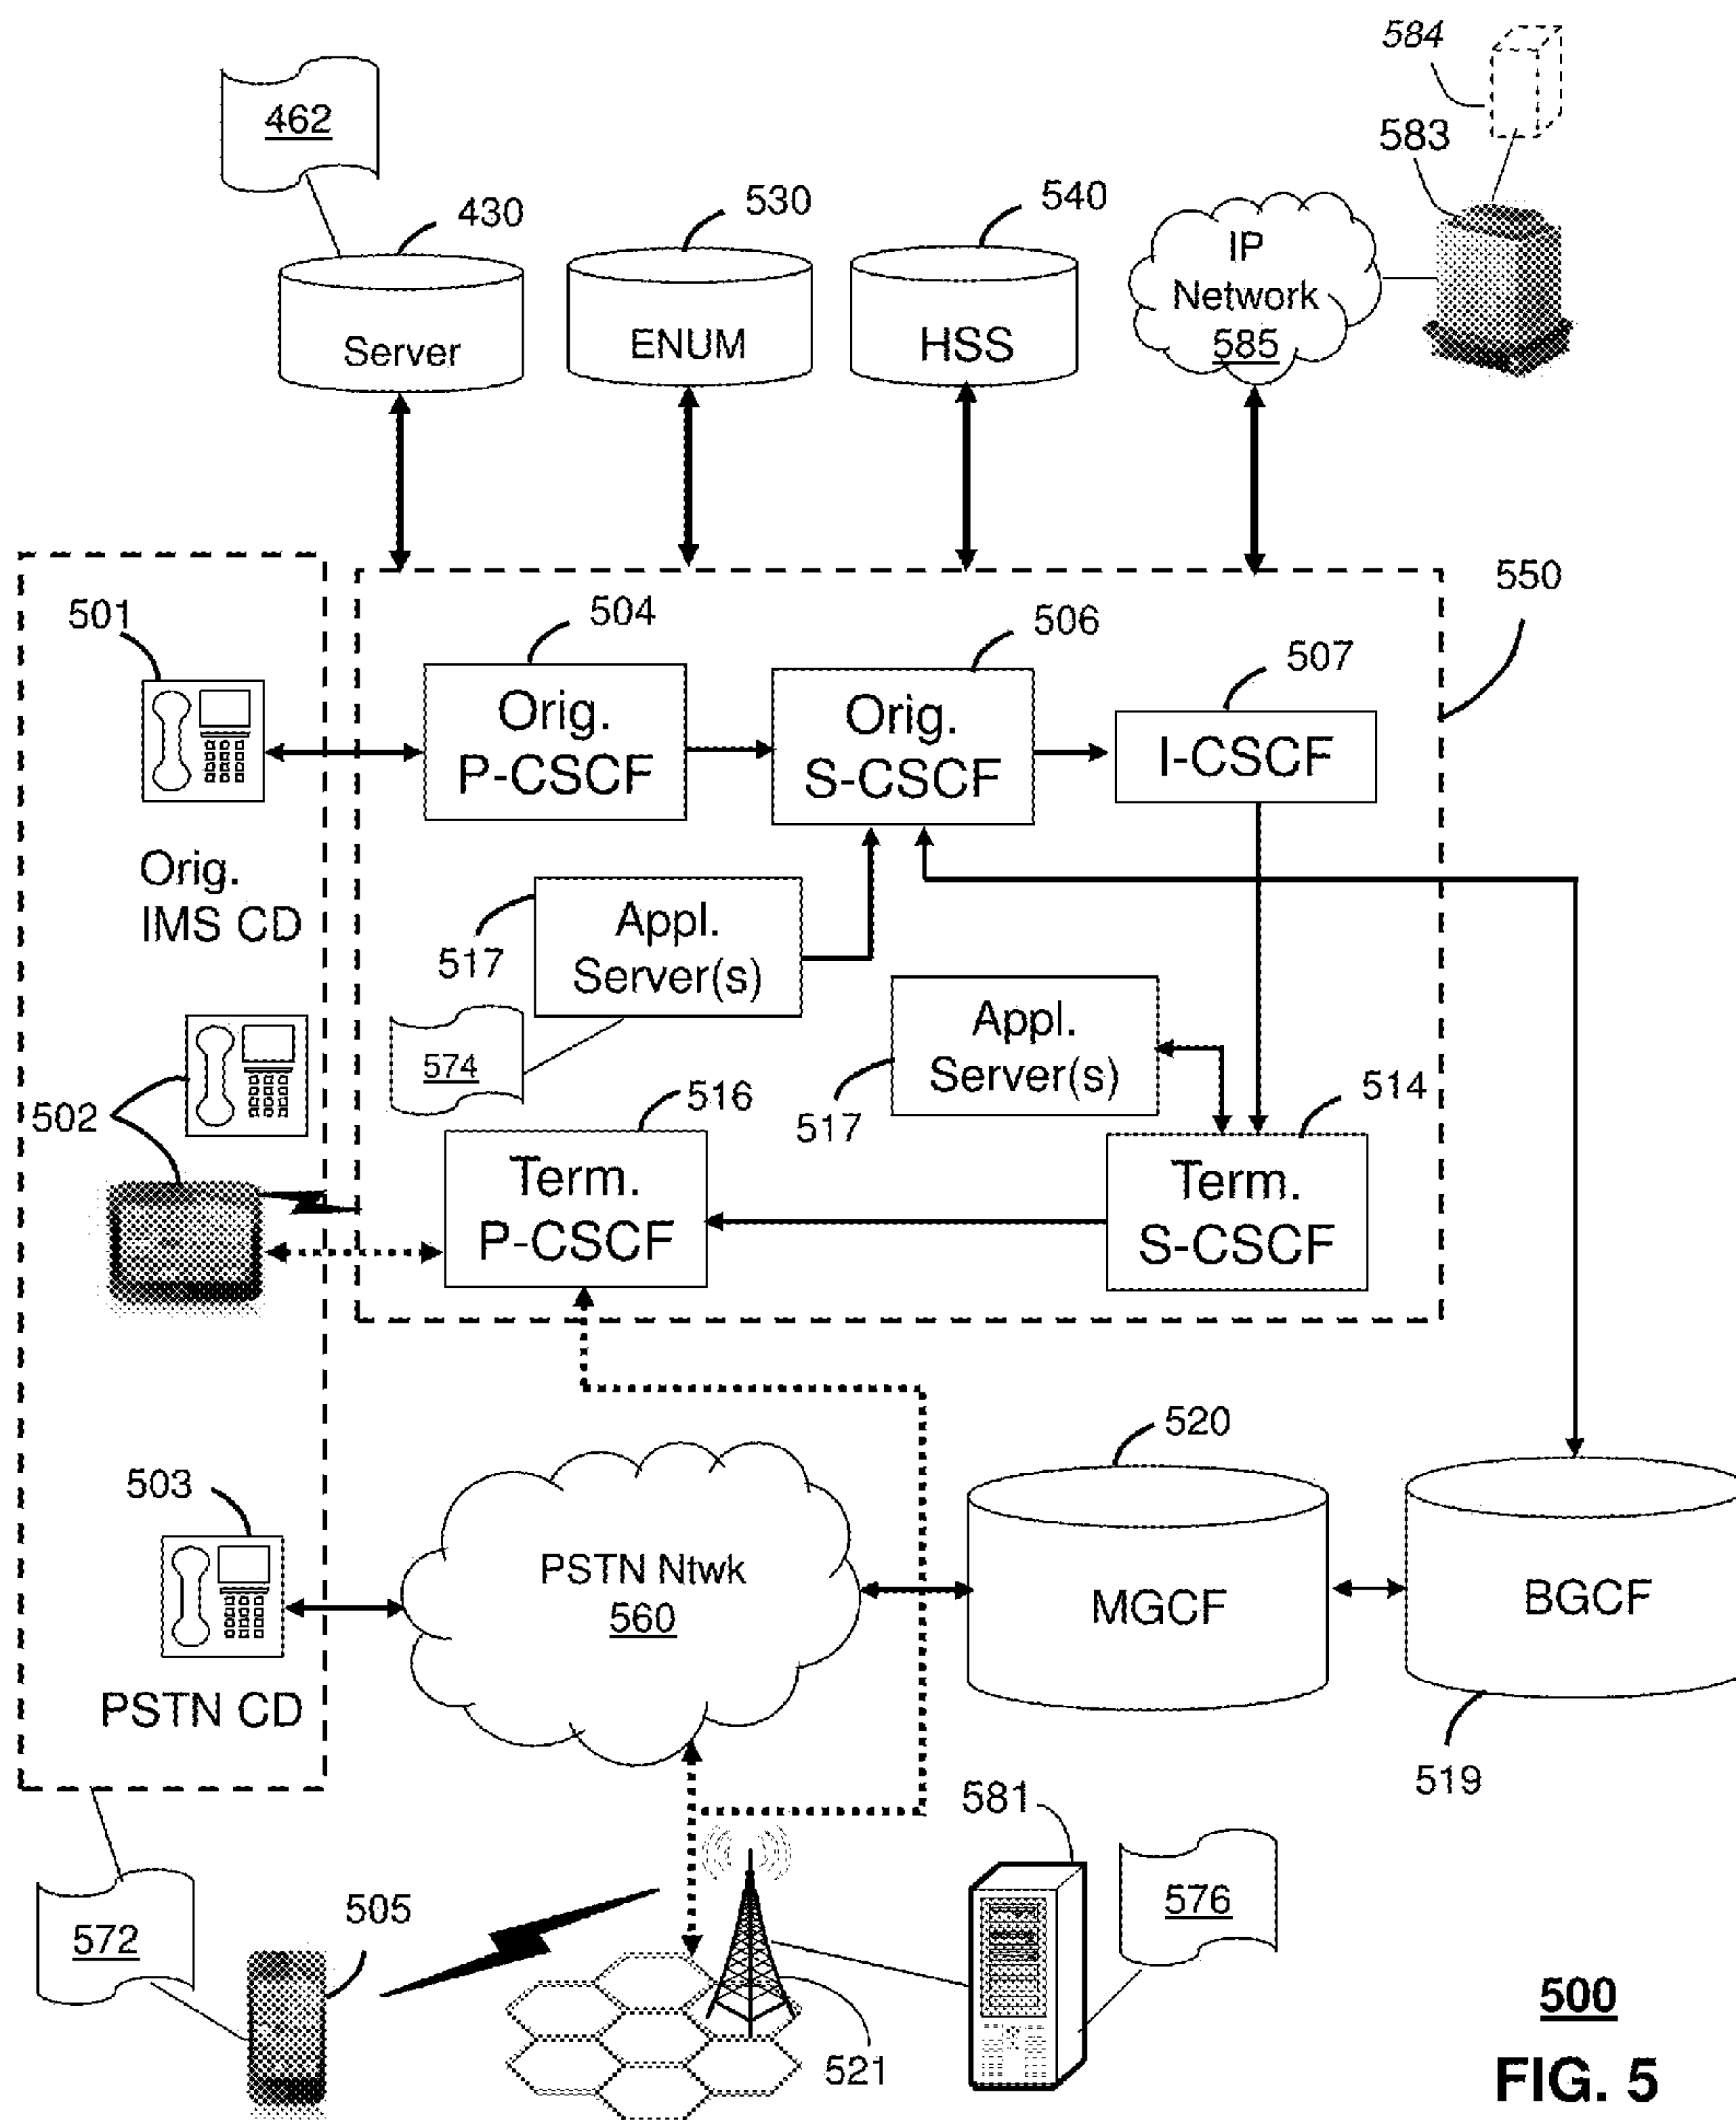 584
462
583
430
530
540
IP
Network
585
Server
ENUM
HSS
550
501
504
506
507
Orig.
P-CSCF
Orig.
S-CSCF
I-CSCF
Orig.
IMS CD
517
Appl.
Server(s)
574
517
Appl.
Server(s)
502
516
514
Term.
P-CSCF
Term.
S-CSCF
520
503
PSTN Ntwk
560
MGCF
BGCF
PSTN CD
519
581
572
505
576
521
500
FIG. 5